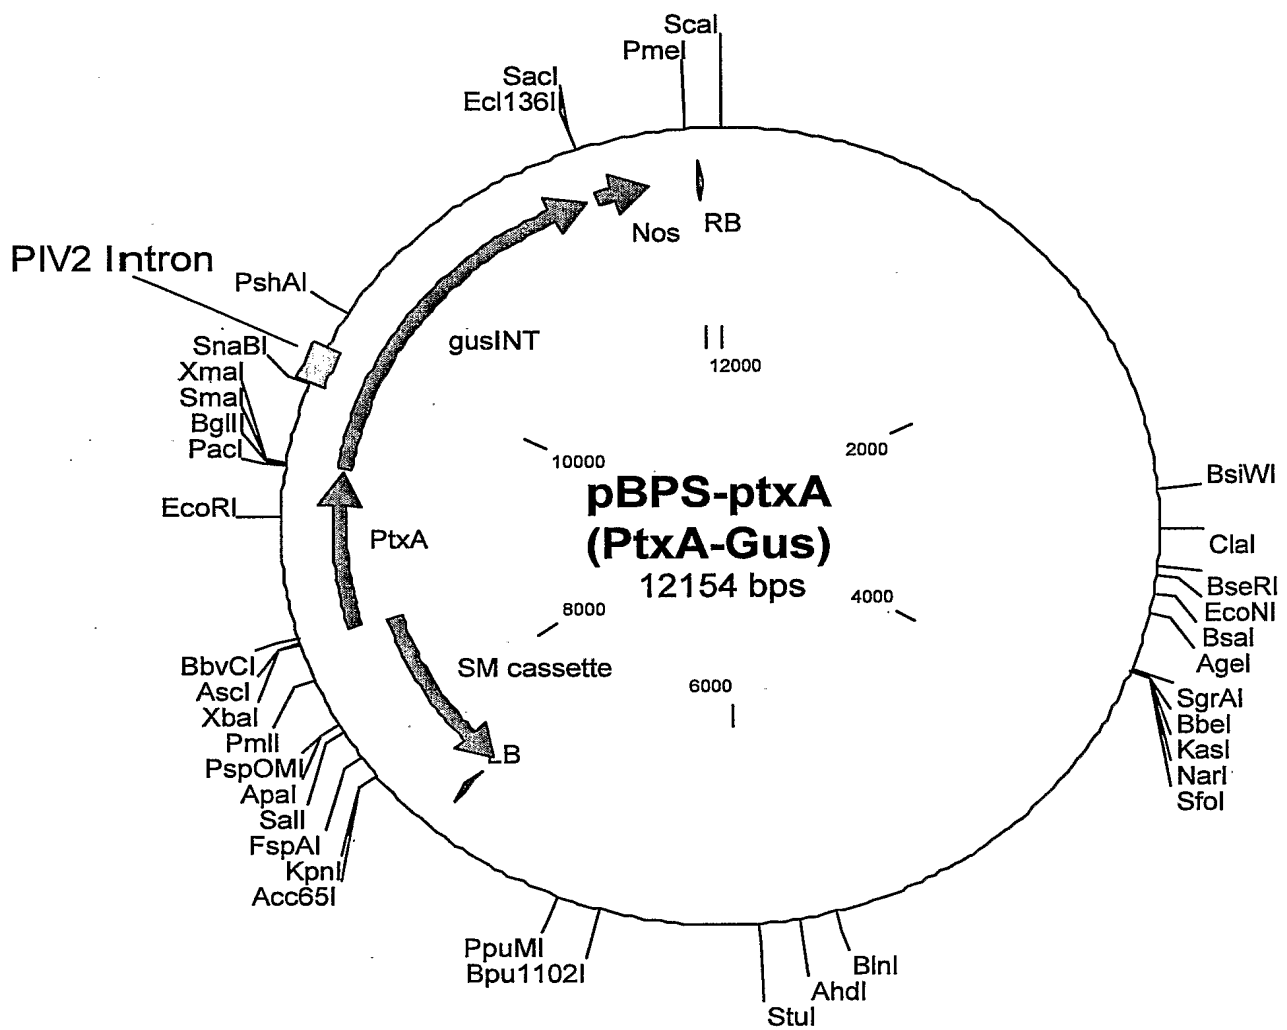 ScaI
PmeI
SacI
Ecl136I
Nos
RB
PIV2 Intron
PshAI
gusINT
SnaBI
XmaI
SmaI
BglII
PacI
12000
2000
10000
pBPS-ptxA
(PtxA-Gus)
12154 bps
BsiWI
EcoRI
PtxA
ClaI
8000
4000
BseRI
EcoNI
BsaI
AgeI
BbvCI
AscI
XbaI
PmlI
PspOMI
ApaI
SalI
FspAI
KpnI
Acc65I
SM cassette
6000
LB
SgrAI
BbeI
KasI
NarI
SfoI
PpuMI
Bpu1102I
BlnI
AhdI
StuI